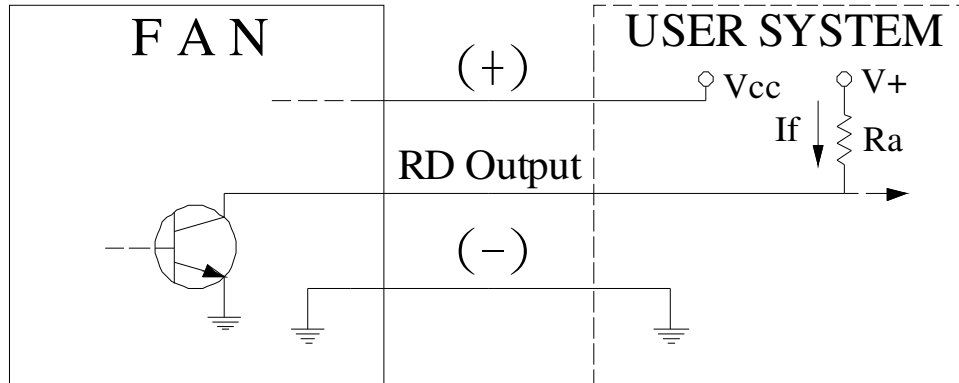 F A N
USER SYSTEM
(+)
Vcc
V+
If
Ra
RD Output
(-)